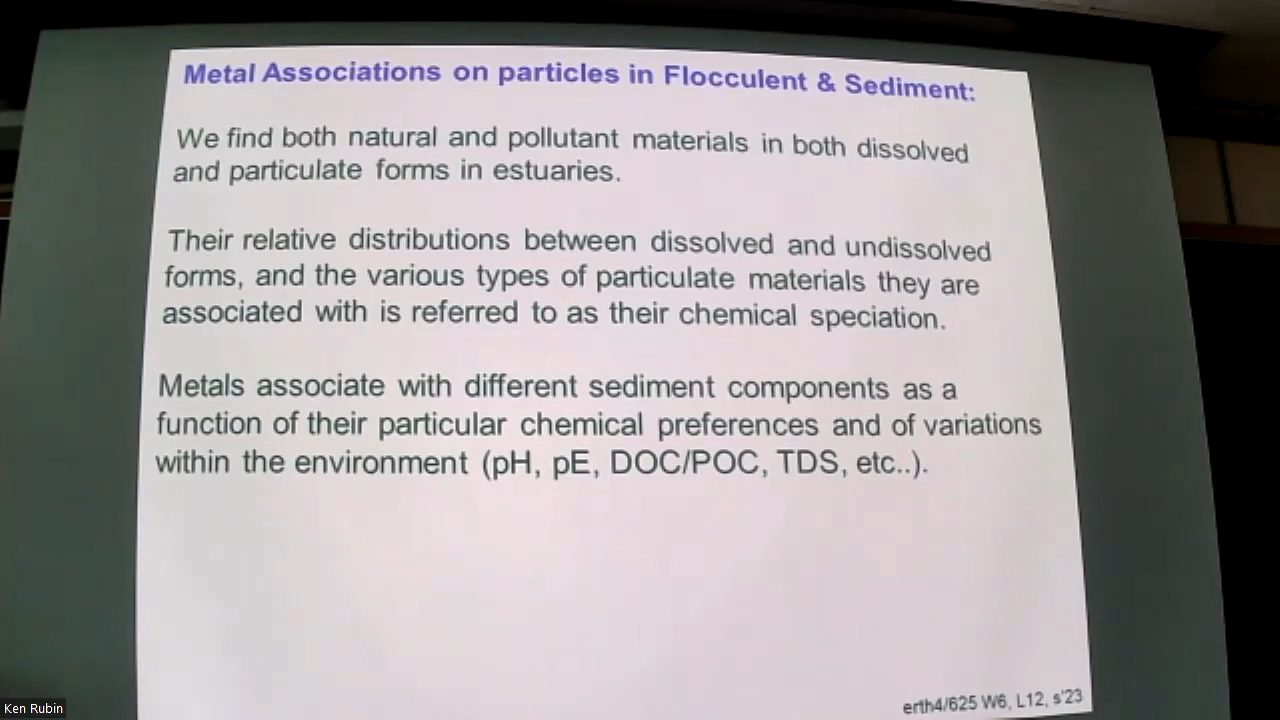 Metal Associations on particles in Flocculent & Sediment:
We find both natural and pollutant materials in both dissolved
and particulate forms in estuaries.
Their relative distributions between dissolved and undissolved
forms, and the various types of particulate materials they are
associated with is referred to as their chemical speciation.
Metals associate with different sediment components as a
function of their particular chemical preferences and of variations
within the environment (pH, pE, DOC/POC, TDS, etc..).
erth4/625 W6, L12, s'23
Ken Rubin